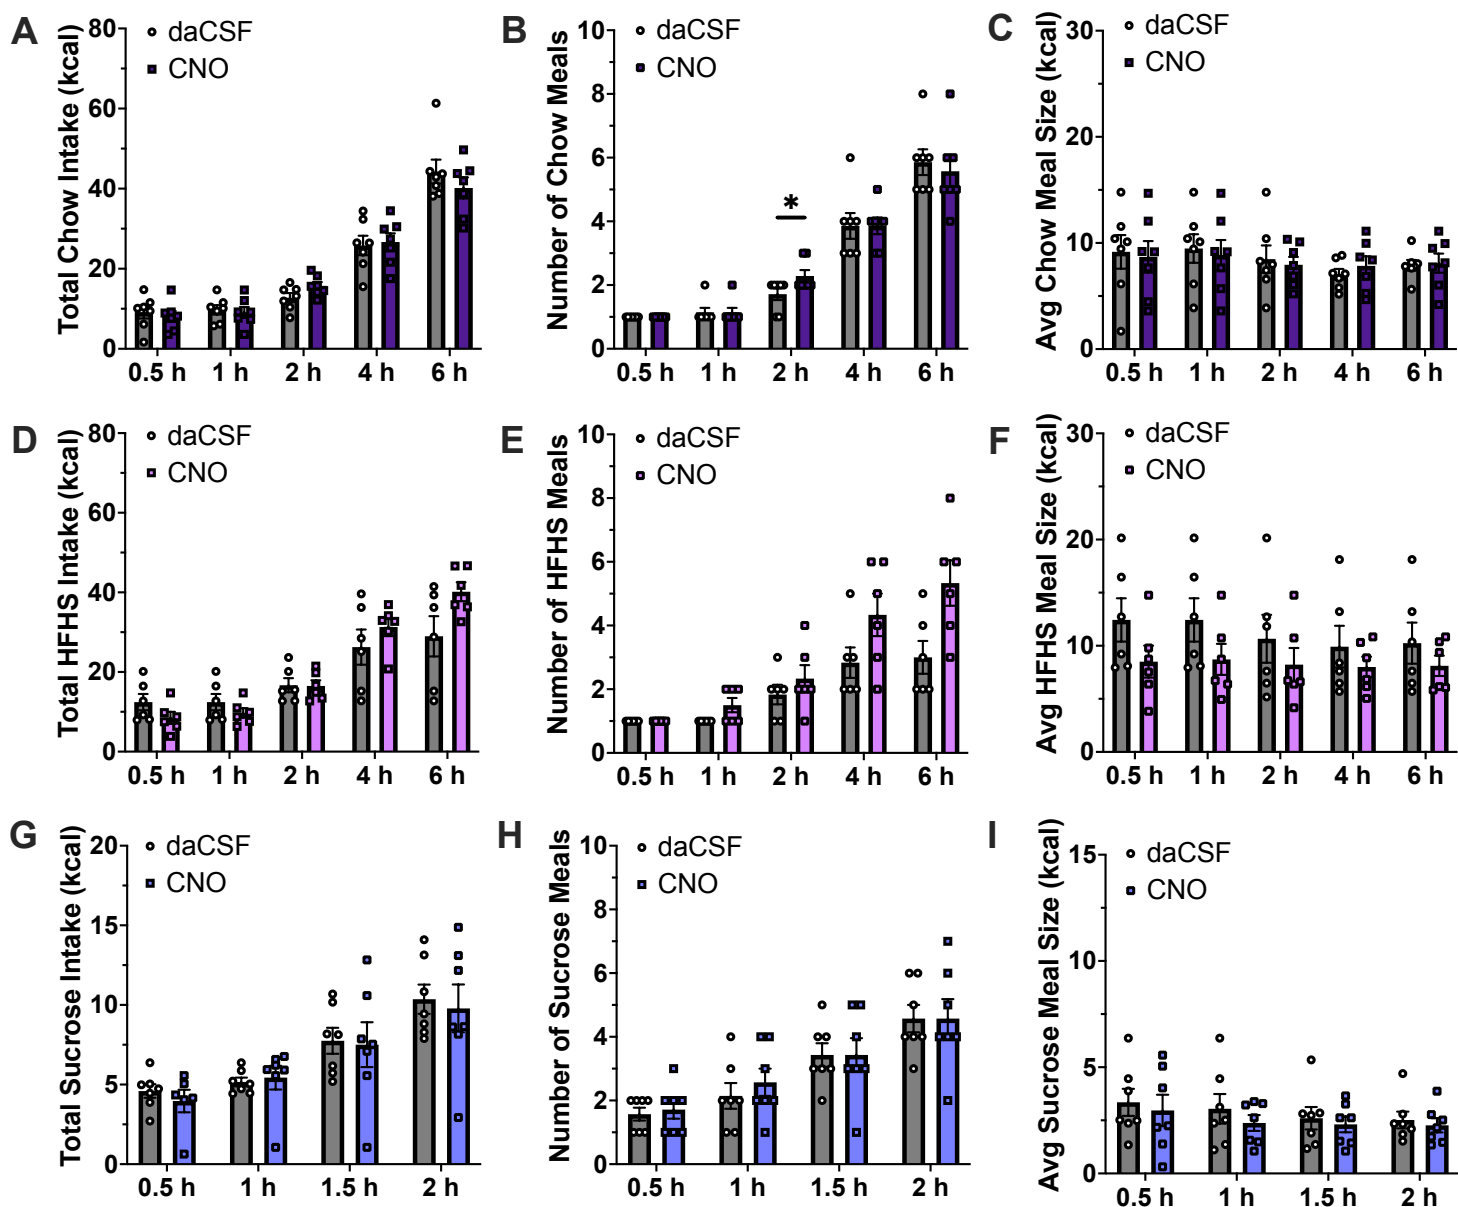 A
Total Chow Intake (kcal)
daCSF
CNO
80
60
40
20
0
0.5 h 1 h 2 h 4 h 6 h
B
Number of Chow Meals
daCSF
CNO
10
8
6
4
2
0
*
0.5 h 1 h 2 h 4 h 6 h
C
Avg Chow Meal Size (kcal)
daCSF
CNO
30
20
10
0
0.5 h 1 h 2 h 4 h 6 h
D
Total HFHS Intake (kcal)
daCSF
CNO
80
60
40
20
0
0.5 h 1 h 2 h 4 h 6 h
E
Number of HFHS Meals
daCSF
CNO
10
8
6
4
2
0
0.5 h 1 h 2 h 4 h 6 h
F
Avg HFHS Meal Size (kcal)
daCSF
CNO
30
20
10
0
0.5 h 1 h 2 h 4 h 6 h
G
Total Sucrose Intake (kcal)
daCSF
CNO
20
15
10
5
0
0.5 h 1 h 1.5 h 2 h
H
Number of Sucrose Meals
daCSF
CNO
10
8
6
4
2
0
0.5 h 1 h 1.5 h 2 h
I
Avg Sucrose Meal Size (kcal)
daCSF
CNO
15
10
5
0
0.5 h 1 h 1.5 h 2 h